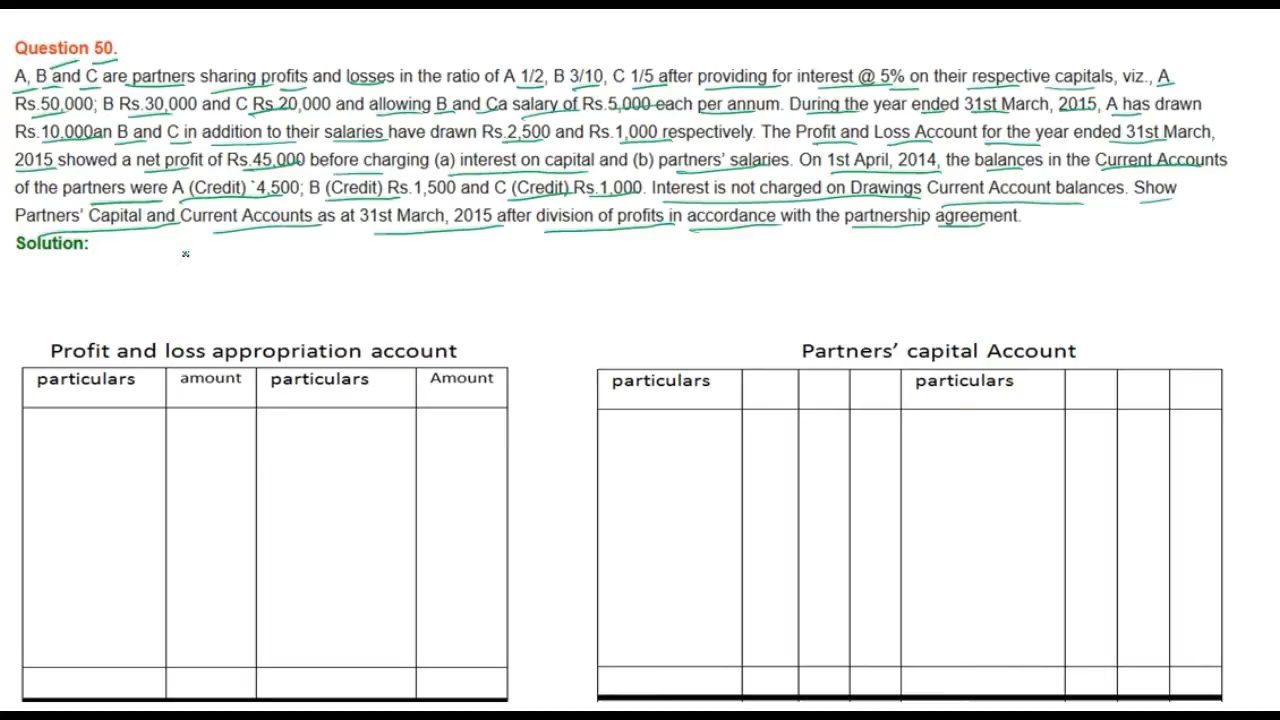 Question 50.
A, B and C are partners sharing profits and losses in the ratio of A 1/2, B 3/10, C 1/5 after providing for interest @ 5% on their respective capitals, viz., A
Rs.50,000; B Rs.30,000 and C Rs 20,000 and allowing B and Ca salary of Rs.5,000 each per annum. During the year ended 31st March, 2015, A has drawn
Rs.10,000an B and C in addition to their salaries have drawn Rs.2,500 and Rs.1,000 respectively. The Profit and Loss Account for the year ended 31st March,
2015 showed a net profit of Rs.45,000 before charging (a) interest on capital and (b) partners' salaries. On 1st April, 2014, the balances in the Current Accounts
of the partners were A (Credit) `4,500; B (Credit) Rs.1,500 and C (Credit) Rs.1,000. Interest is not charged on Drawings Current Account balances. Show
Partners' Capital and Current Accounts as at 31st March, 2015 after division of profits in accordance with the partnership agreement.
Solution:
Profit and loss appropriation account
particulars amount particulars Amount
Partners' capital Account
particulars particulars